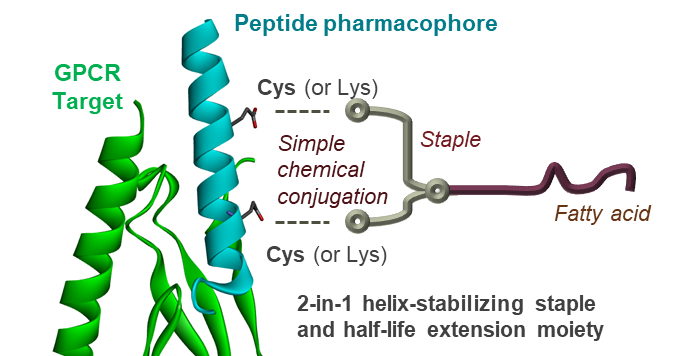 Peptide pharmacophore
GPCR
Target
Cys (or Lys)
Simple
chemical
conjugation
Staple
Fatty acid
Cys (or Lys)
2-in-1 helix-stabilizing staple
and half-life extension moiety